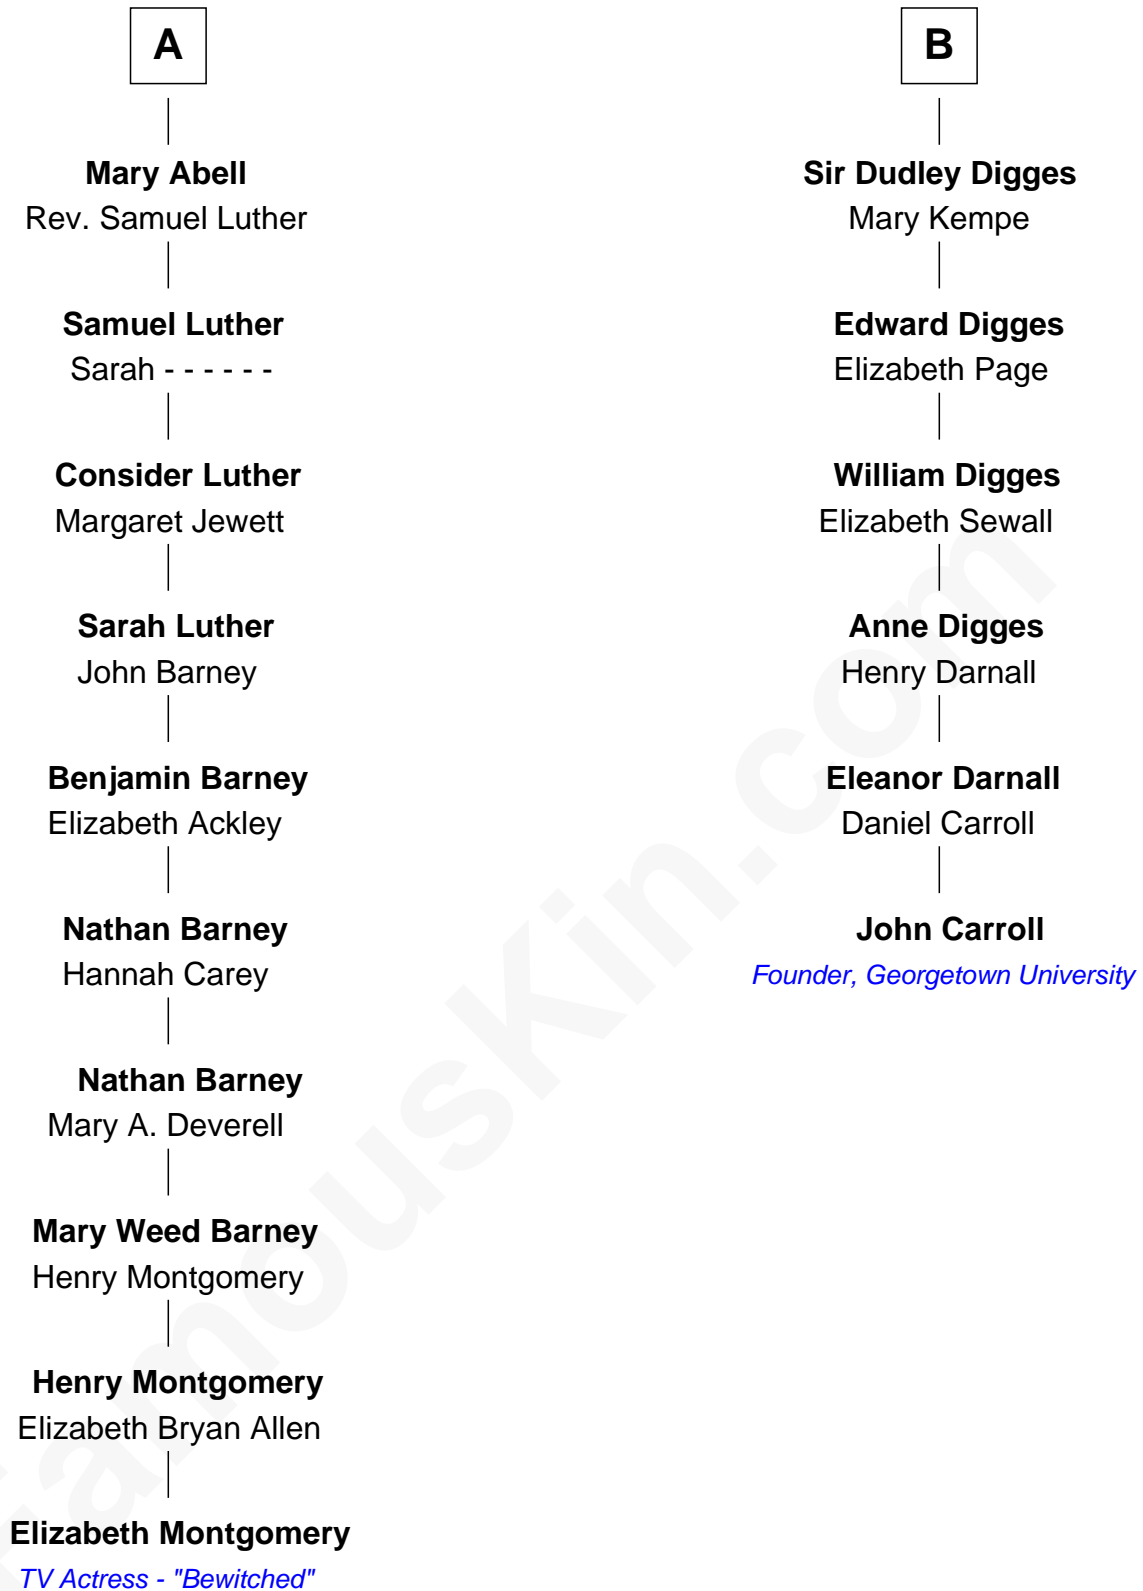 A
Mary Abell
Rev. Samuel Luther
Samuel Luther
Sarah - - - - - -
Consider Luther
Margaret Jewett
Sarah Luther
John Barney
Benjamin Barney
Elizabeth Ackley
Nathan Barney
Hannah Carey
Nathan Barney
Mary A. Deverell
Mary Weed Barney
Henry Montgomery
Henry Montgomery
Elizabeth Bryan Allen
Elizabeth Montgomery
TV Actress - "Bewitched"
B
Sir Dudley Digges
Mary Kempe
Edward Digges
Elizabeth Page
William Digges
Elizabeth Sewall
Anne Digges
Henry Darnall
Eleanor Darnall
Daniel Carroll
John Carroll
Founder, Georgetown University
FamousKin.com